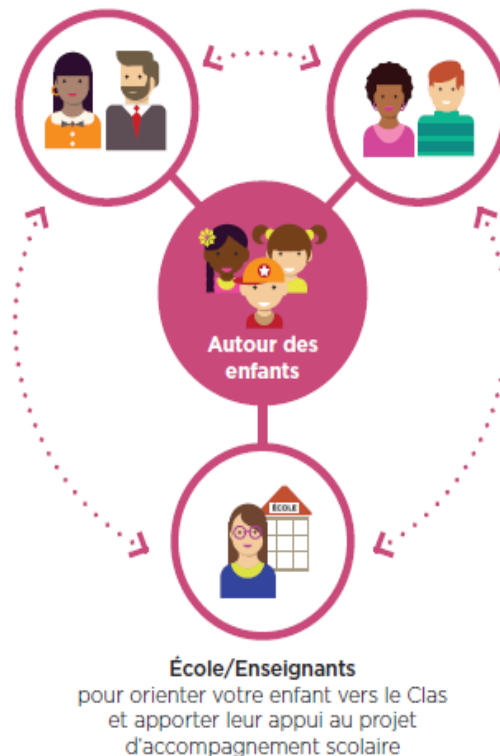 Autour des
enfants
ÉCOLE
École/Enseignants
pour orienter votre enfant vers le Clas
et apporter leur appui au projet
d'accompagnement scolaire